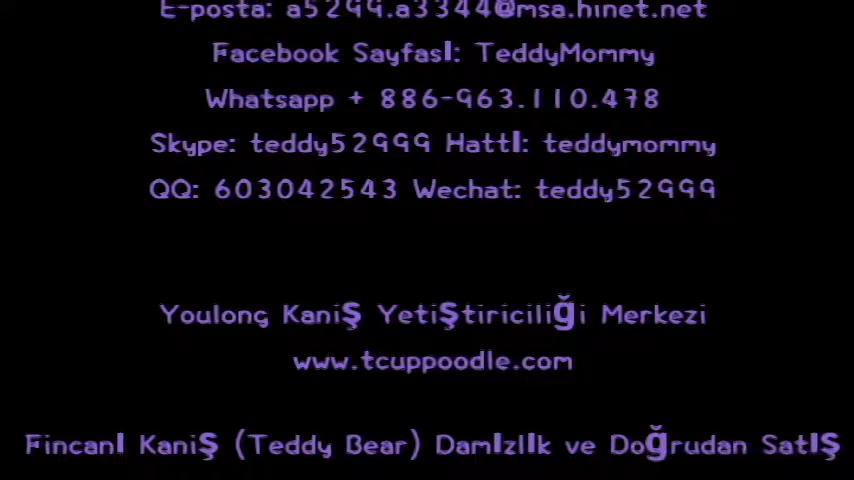 E-posta: a5299.a3344@msa.hinet.net
Facebook Sayfası: TeddyMommy
Whatsapp + 886-963.110.478
Skype: teddy52999 Hattı: teddymommy
QQ: 603042543 Wechat: teddy52999
Youlong Kaniş Yetiştiriciliği Merkezi
www.tcuppoodle.com
Fincanı Kaniş (Teddy Bear) Damızlık ve Doğrudan Satış